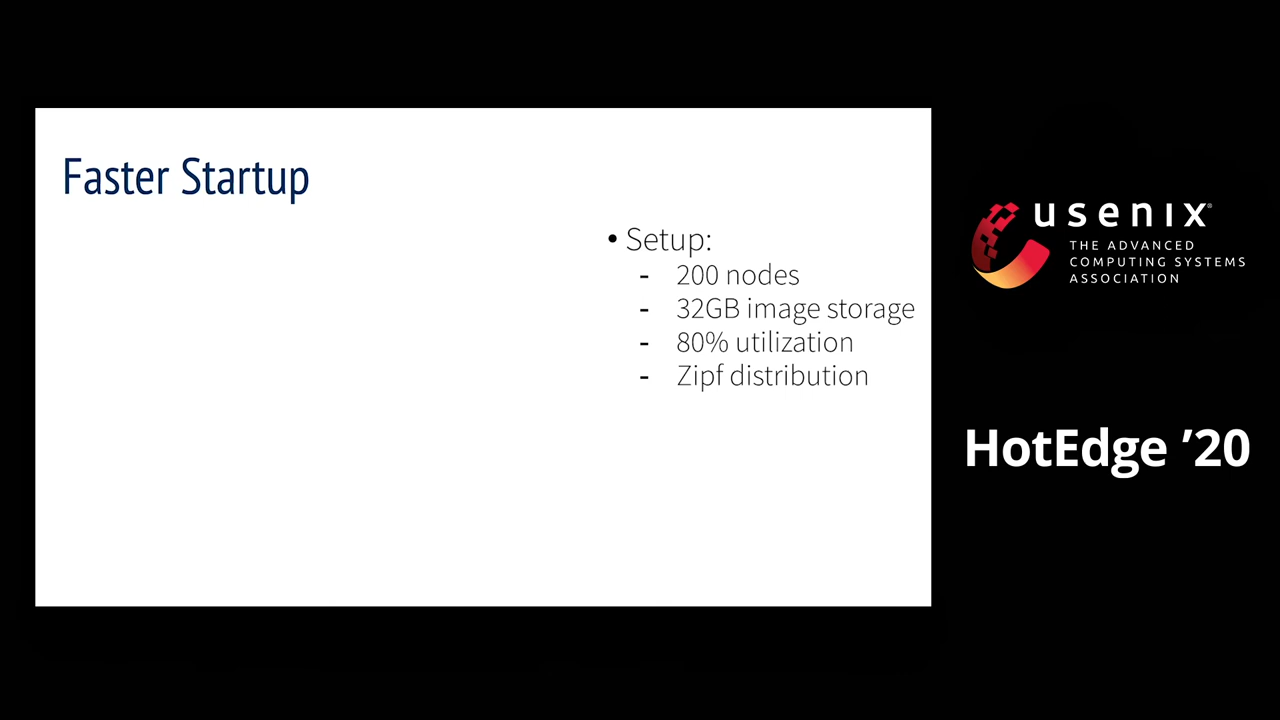 Faster Startup
• Setup:
- 200 nodes
- 32GB image storage
- 80% utilization
- Zipf distribution
usenix®
THE ADVANCED
COMPUTING SYSTEMS
ASSOCIATION
HotEdge ’20